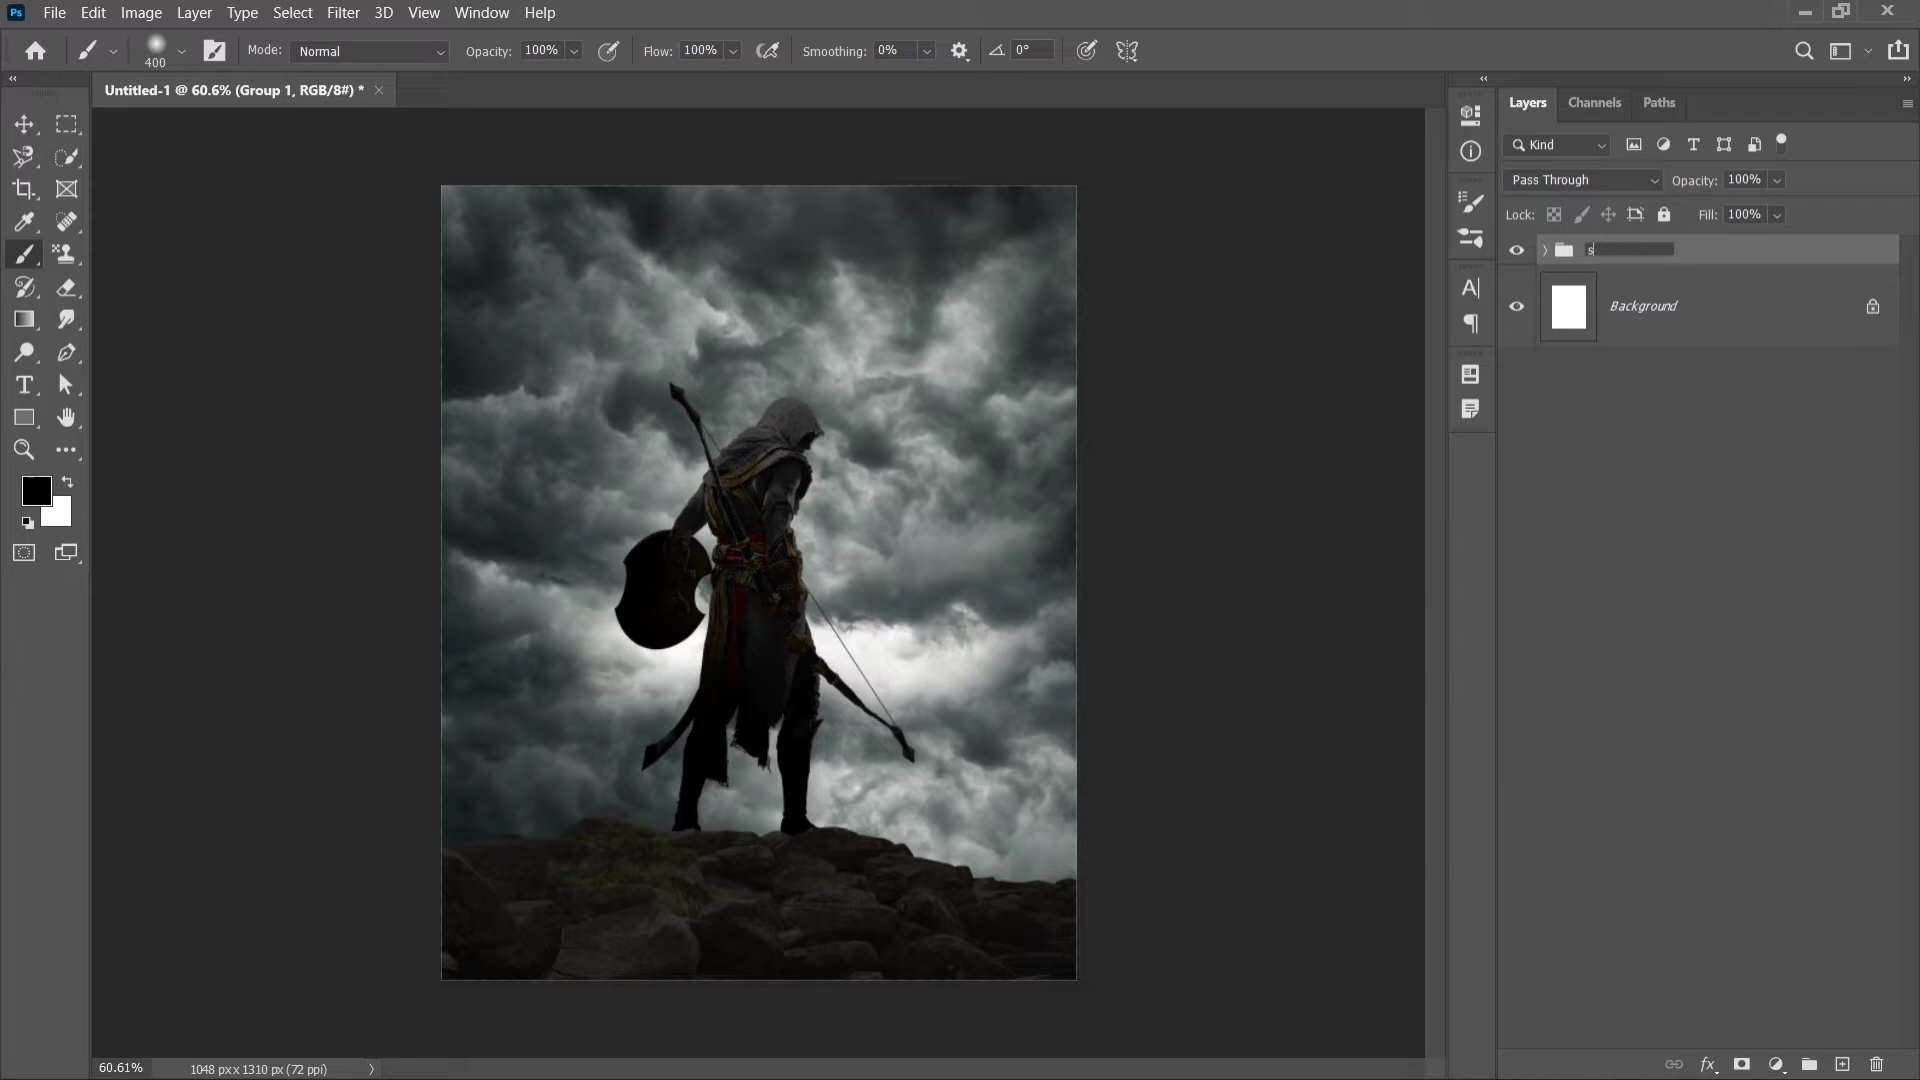 Ps File Edit Image Layer Type Select Filter 3D View Window Help
400 Mode: Normal Opacity: 100% Flow: 100% Smoothing: 0% 0°
Untitled-1 @ 60.6% (Group 1, RGB/8#) * ×
Layers Channels Paths
Kind
Pass Through Opacity: 100%
Lock: Fill: 100%
s
Background
60.61% 1048 px x 1310 px (72 ppi)
fx